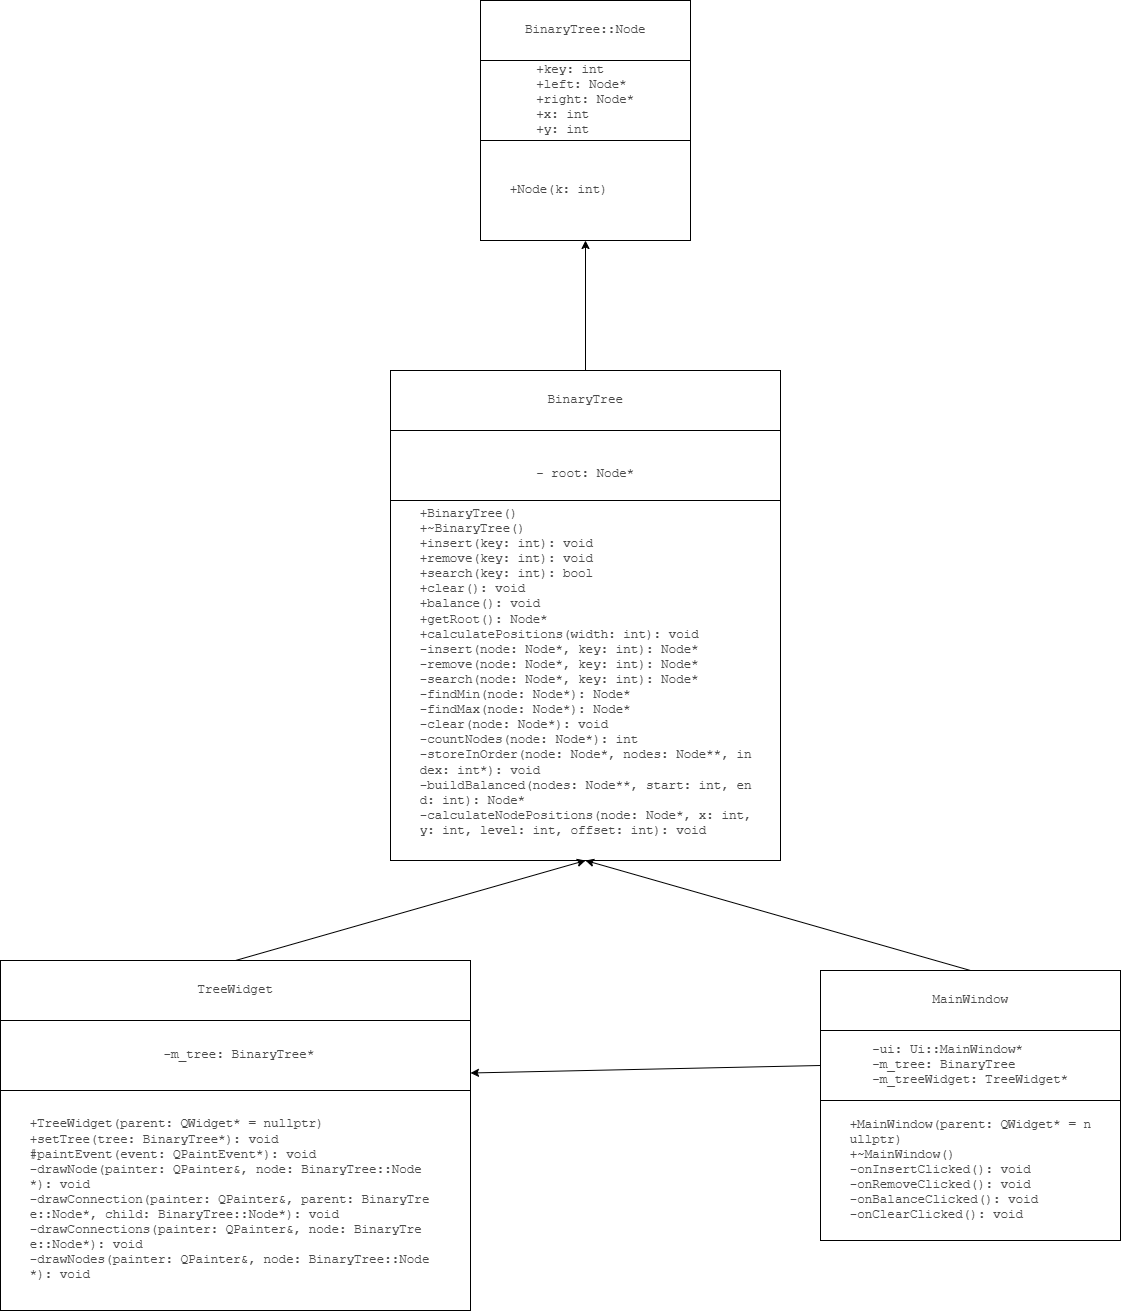 BinaryTree::Node
+key: int
+left: Node*
+right: Node*
+x: int
+y: int
+Node(k: int)
BinaryTree
- root: Node*
+BinaryTree()
+~BinaryTree()
+insert(key: int): void
+remove(key: int): void
+search(key: int): bool
+clear(): void
+balance(): void
+getRoot(): Node*
+calculatePositions(width: int): void
-insert(node: Node*, key: int): Node*
-remove(node: Node*, key: int): Node*
-search(node: Node*, key: int): Node*
-findMin(node: Node*): Node*
-findMax(node: Node*): Node*
-clear(node: Node*): void
-countNodes(node: Node*): int
-storeInOrder(node: Node*, nodes: Node**, in
dex: int*): void
-buildBalanced(nodes: Node**, start: int, en
d: int): Node*
-calculateNodePositions(node: Node*, x: int,
y: int, level: int, offset: int): void
TreeWidget
-m_tree: BinaryTree*
+TreeWidget(parent: QWidget* = nullptr)
+setTree(tree: BinaryTree*): void
#paintEvent(event: QPaintEvent*): void
-drawNode(painter: QPainter&, node: BinaryTree::Node
*): void
-drawConnection(painter: QPainter&, parent: BinaryTre
e::Node*, child: BinaryTree::Node*): void
-drawConnections(painter: QPainter&, node: BinaryTre
e::Node*): void
-drawNodes(painter: QPainter&, node: BinaryTree::Node
*): void
MainWindow
-ui: Ui::MainWindow*
-m_tree: BinaryTree
-m_treeWidget: TreeWidget*
+MainWindow(parent: QWidget* = n
ullptr)
+~MainWindow()
-onInsertClicked(): void
-onRemoveClicked(): void
-onBalanceClicked(): void
-onClearClicked(): void